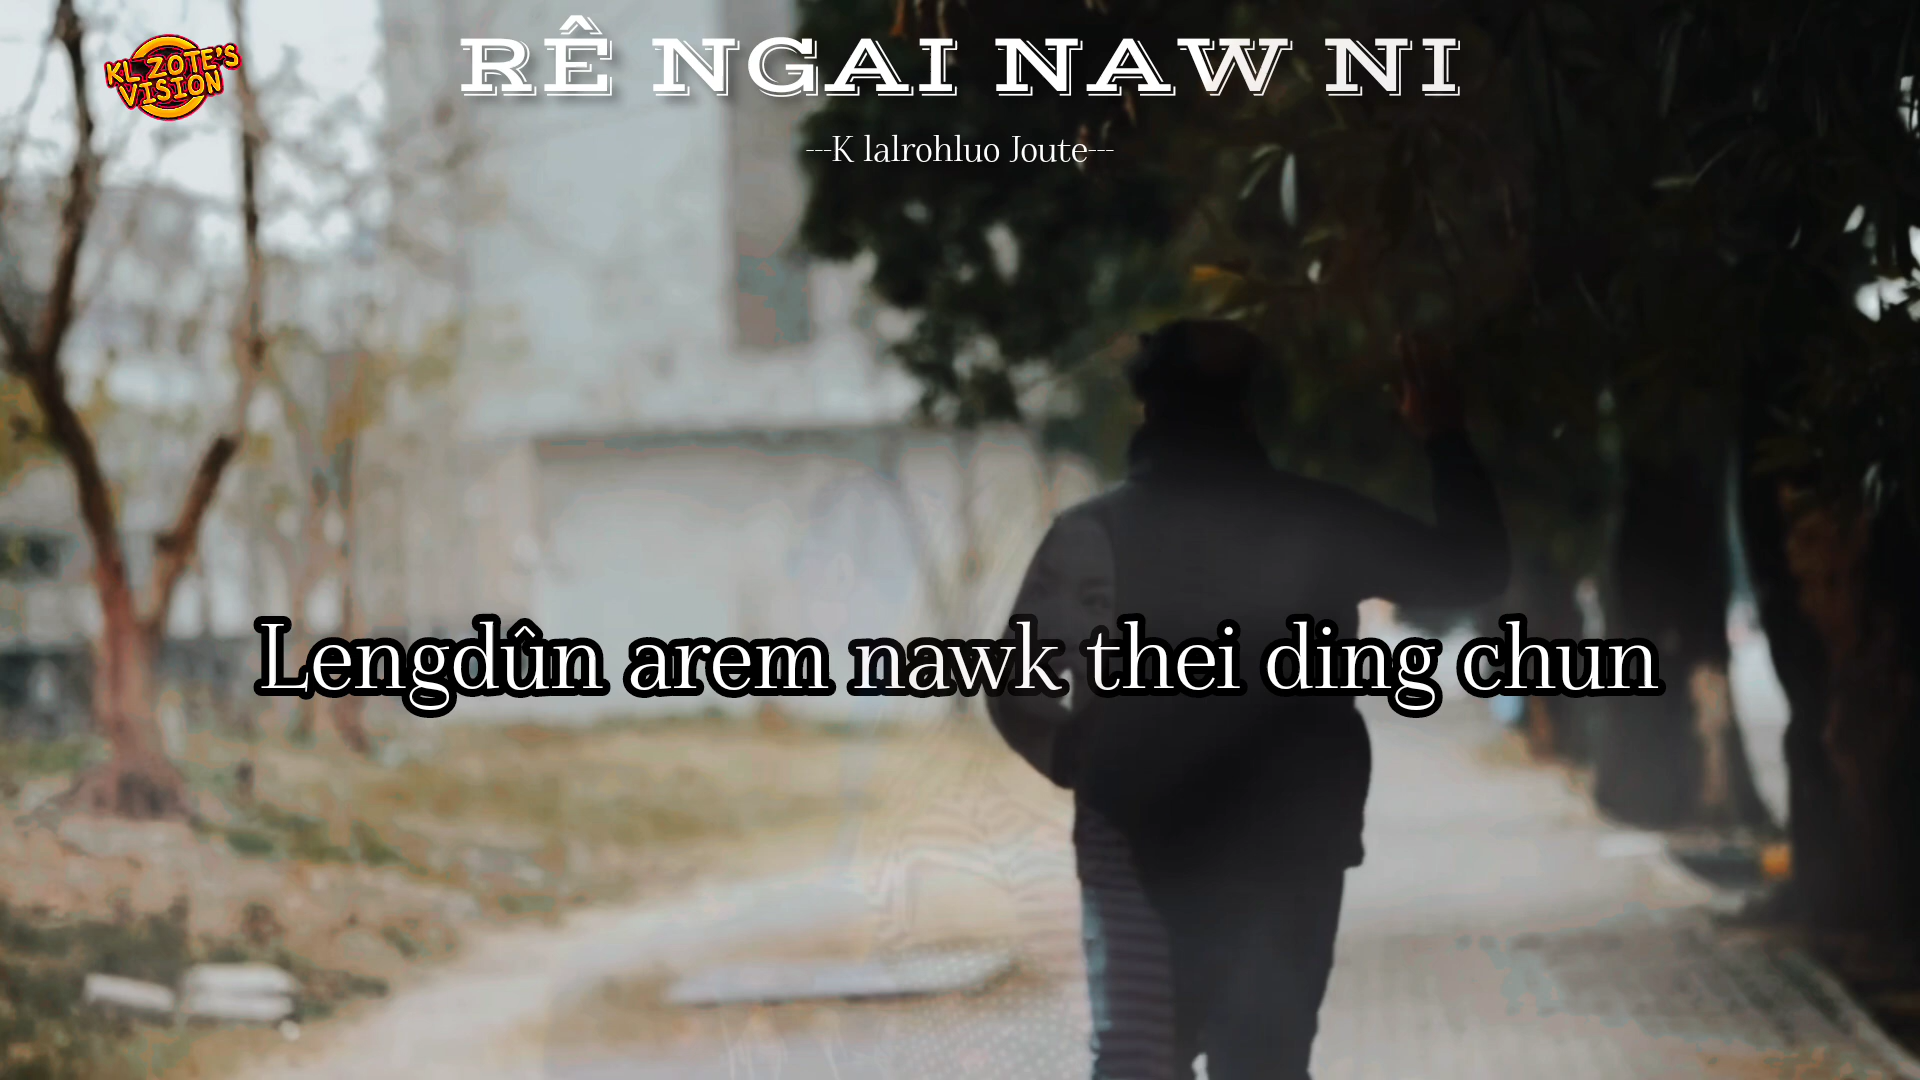 KL ZOTE'S
VISION
RÊ NGAI NAW NI
---K lalrohluo Joute---
Lengdûn arem nawk thei ding chun